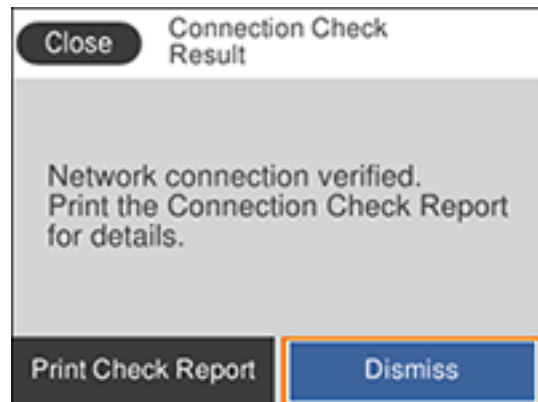 Close
Connection Check
Result
Network connection verified.
Print the Connection Check Report
for details.
Print Check Report
Dismiss